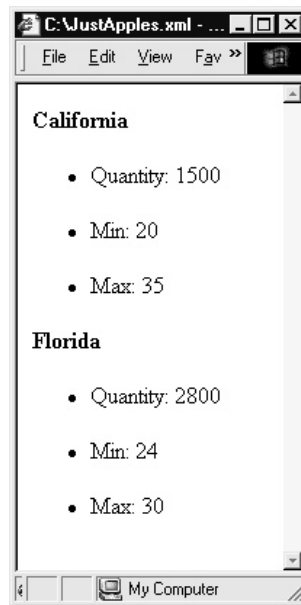 C:\JustApples.xml - ...
File Edit View Fav »
California
• Quantity: 1500
• Min: 20
• Max: 35
Florida
• Quantity: 2800
• Min: 24
• Max: 30
My Computer